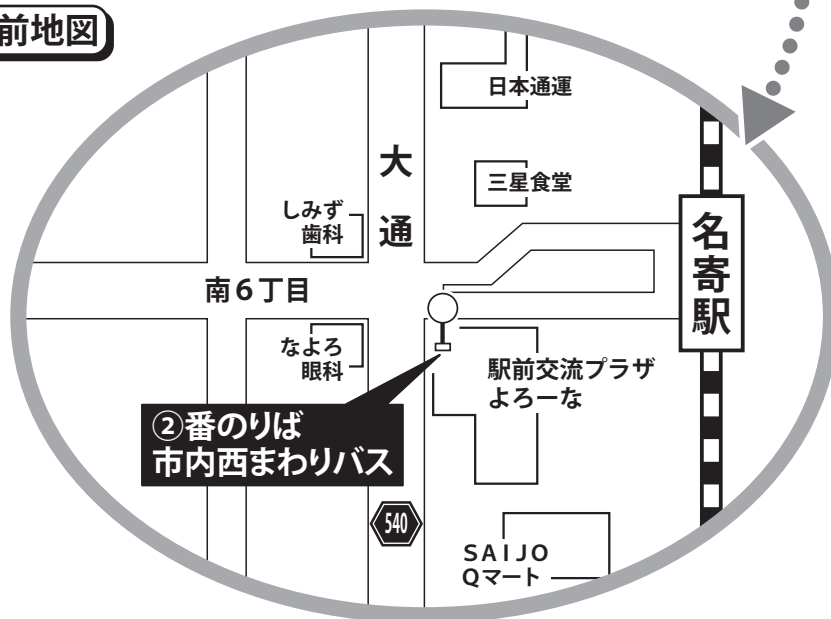 前地図
日本通運
三星食堂
大通
しみず
歯科
名寄駅
南6丁目
なよろ
眼科
駅前交流プラザ
よろーな
②番のりば
市内西まわりバス
540
SAIJO
Qマート